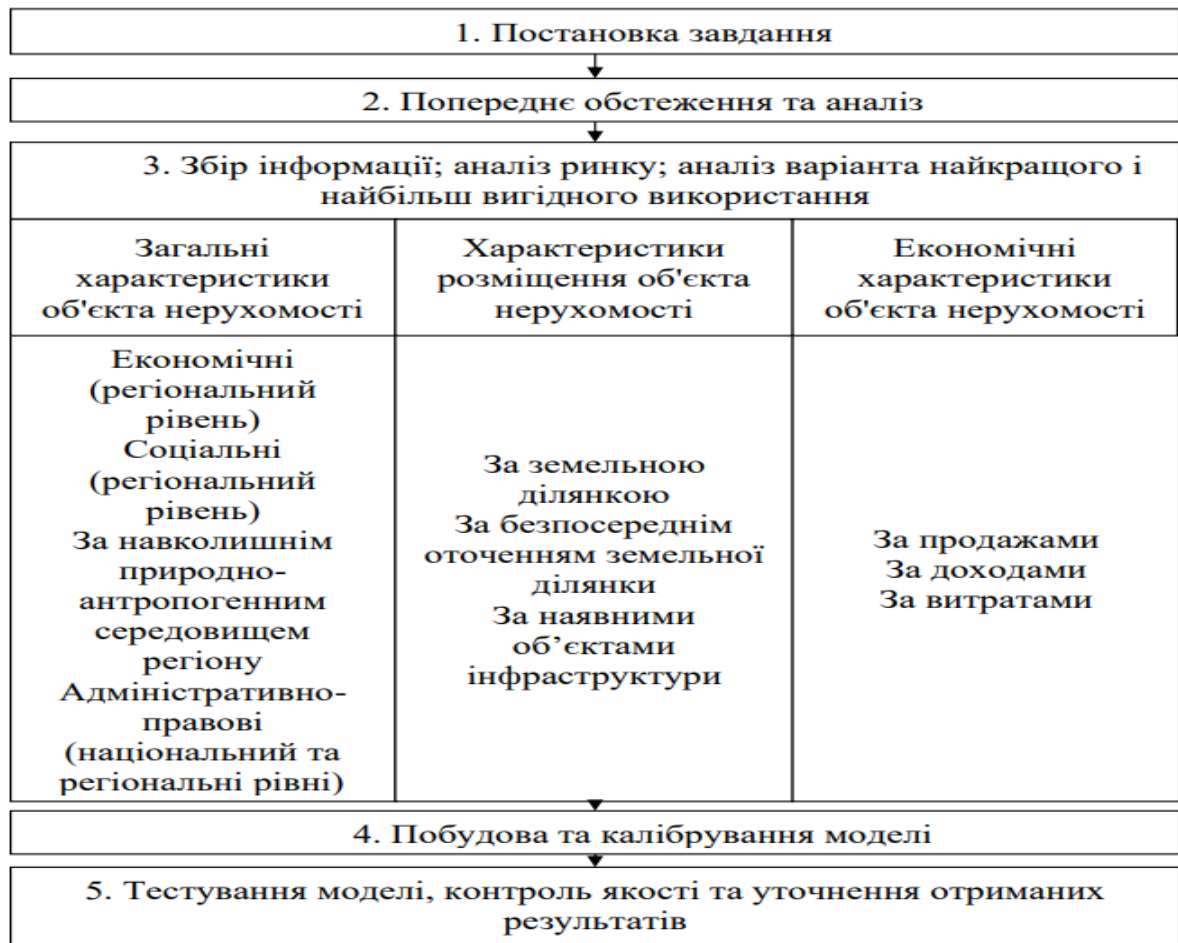 1. Постановка завдання
2. Попереднє обстеження та аналіз
3. Збір інформації; аналіз ринку; аналіз варіанта найкращого і
найбільш вигідного використання
Загальні
характеристики
об'єкта нерухомості
Характеристики
розміщення об'єкта
нерухомості
Економічні
характеристики
об'єкта нерухомості
Економічні
(регіональний
рівень)
Соціальні
(регіональний
рівень)
За навколишнім
природно-
антропогенним
середовищем
регіону
Адміністративно-
правові
(національний та
регіональні рівні)
За земельною
ділянкою
За безпосереднім
оточенням земельної
ділянки
За наявними
об’єктами
інфраструктури
За продажами
За доходами
За витратами
4. Побудова та калібрування моделі
5. Тестування моделі, контроль якості та уточнення отриманих
результатів